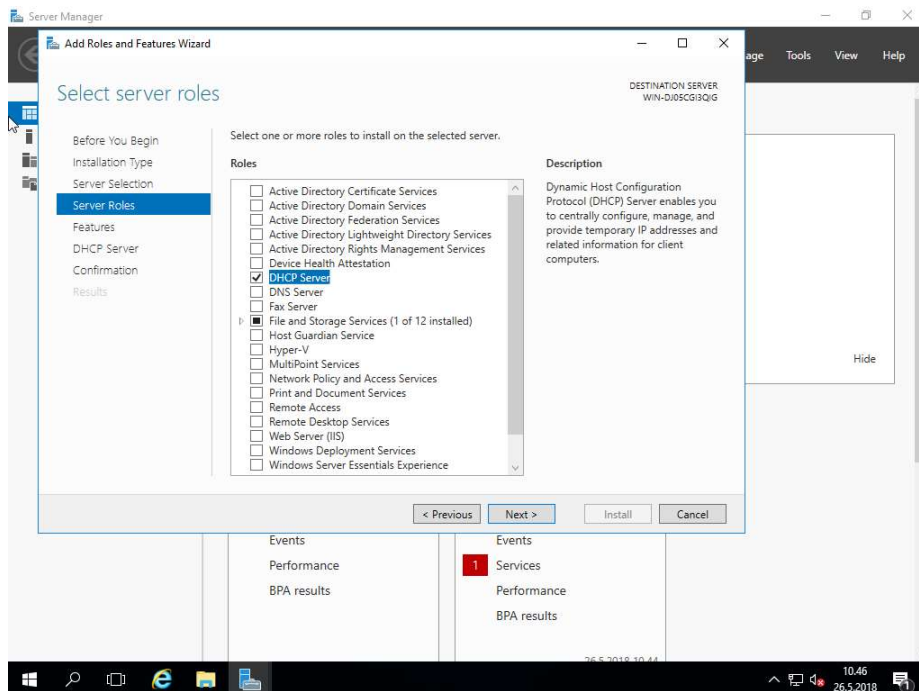 Server Manager
Add Roles and Features Wizard
age Tools View Help
Select server roles
DESTINATION SERVER
WIN-DJ05CGI3QIG
Before You Begin
Installation Type
Server Selection
Server Roles
Features
DHCP Server
Confirmation
Results
Select one or more roles to install on the selected server.
Roles
Active Directory Certificate Services
Active Directory Domain Services
Active Directory Federation Services
Active Directory Lightweight Directory Services
Active Directory Rights Management Services
Device Health Attestation
DHCP Server
DNS Server
Fax Server
File and Storage Services (1 of 12 installed)
Host Guardian Service
Hyper-V
MultiPoint Services
Network Policy and Access Services
Print and Document Services
Remote Access
Remote Desktop Services
Web Server (IIS)
Windows Deployment Services
Windows Server Essentials Experience
Description
Dynamic Host Configuration
Protocol (DHCP) Server enables you
to centrally configure, manage, and
provide temporary IP addresses and
related information for client
computers.
Hide
< Previous Next > Install Cancel
Events
Performance
BPA results
Events
1 Services
Performance
BPA results
26.5.2018 10.44
10.46
26.5.2018
1